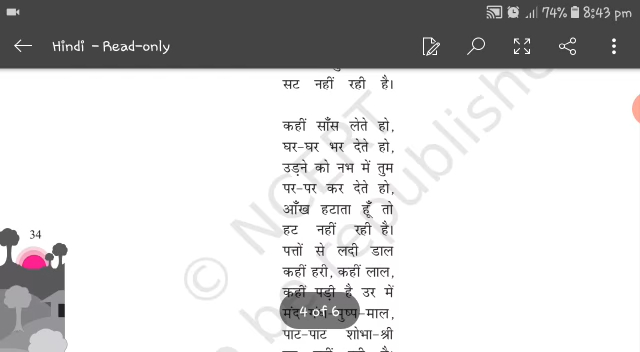 74% 8:43 pm
Hindi - Read-only
सट नहीं रही है।
कहीं साँस लेते हो,
घर-घर भर देते हो,
उड़ने को नभ में तुम
पर-पर कर देते हो,
आँख हटाता हूँ तो
हट नहीं रही है।
पत्तों से लदी डाल
कहीं हरी, कहीं लाल,
कहीं पड़ी है उर में
मंद पुष्प-माल,
पाट-पाट शोभा-श्री
34
4 of 6
© NCERT
be republished